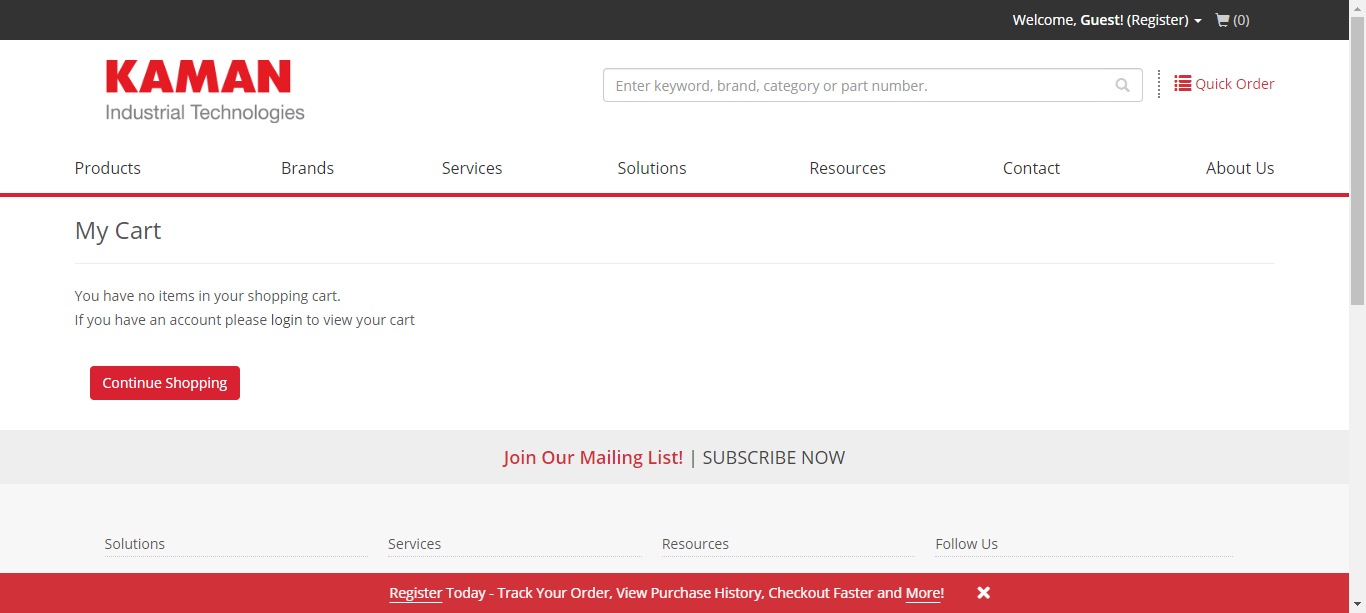 Welcome, Guest! (Register) (0)
KAMAN
Industrial Technologies
Enter keyword, brand, category or part number.
Quick Order
Products Brands Services Solutions Resources Contact About Us
My Cart
You have no items in your shopping cart.
If you have an account please login to view your cart
Continue Shopping
Join Our Mailing List! | SUBSCRIBE NOW
Solutions Services Resources Follow Us
Register Today - Track Your Order, View Purchase History, Checkout Faster and More!